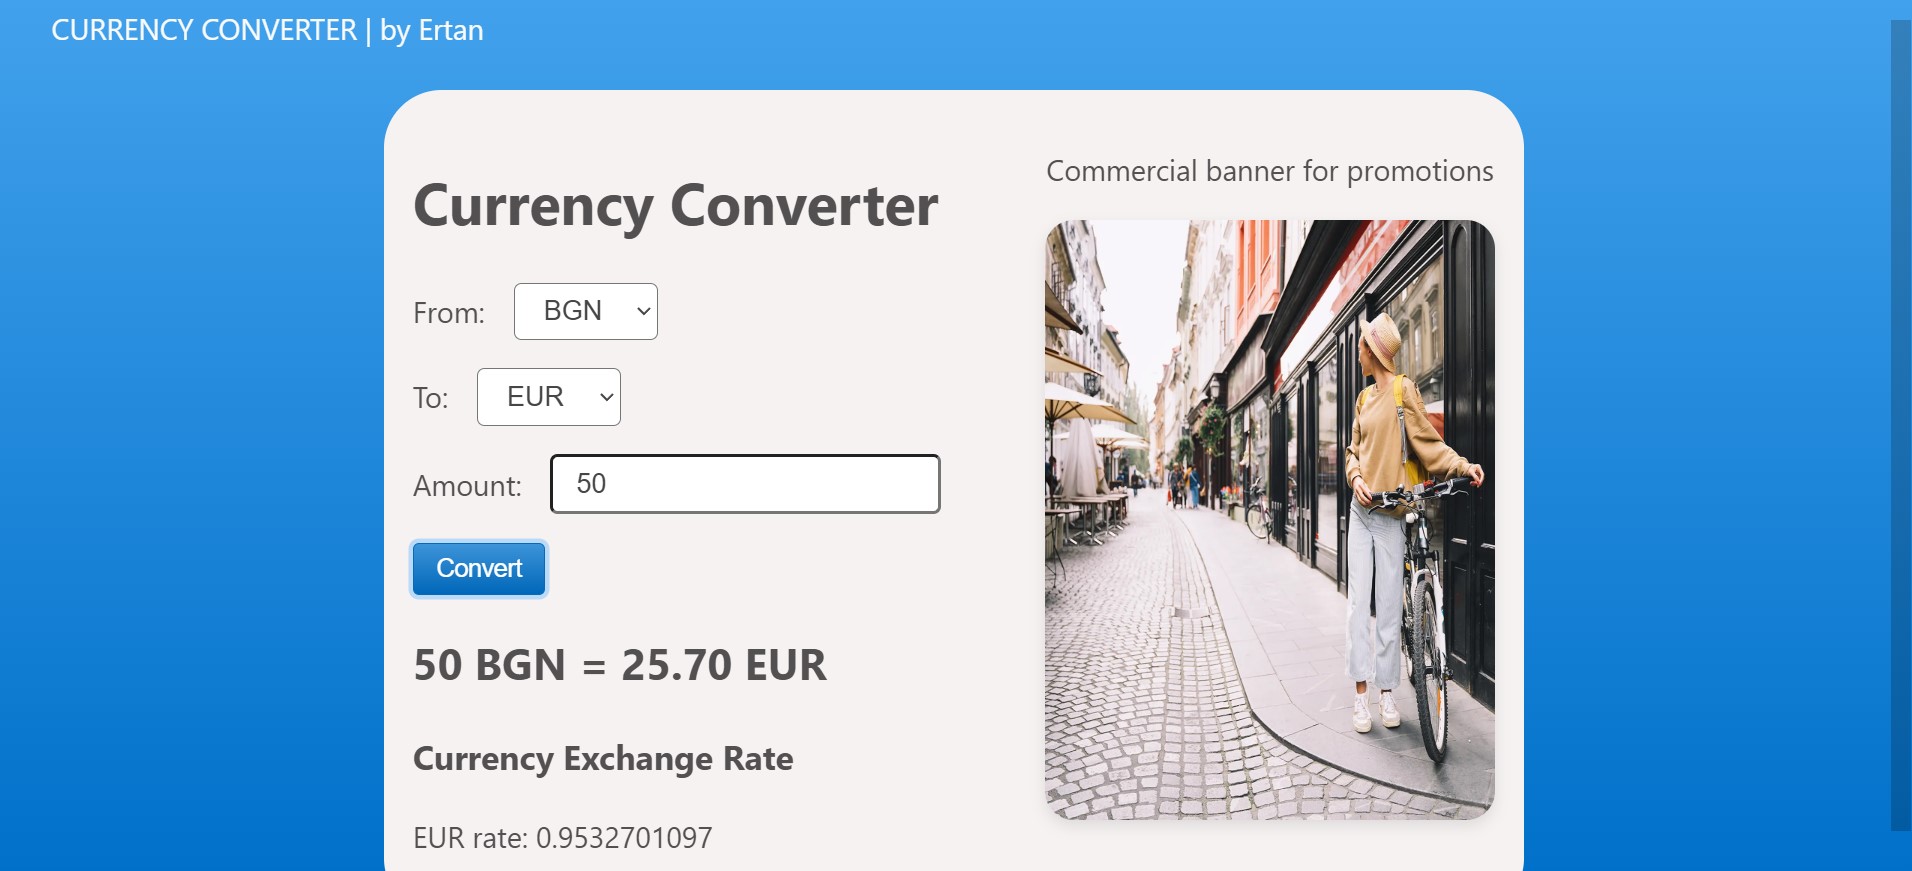 CURRENCY CONVERTER | by Ertan
Currency Converter
From: BGN
To: EUR
Amount: 50
Convert
50 BGN = 25.70 EUR
Currency Exchange Rate
EUR rate: 0.9532701097
Commercial banner for promotions